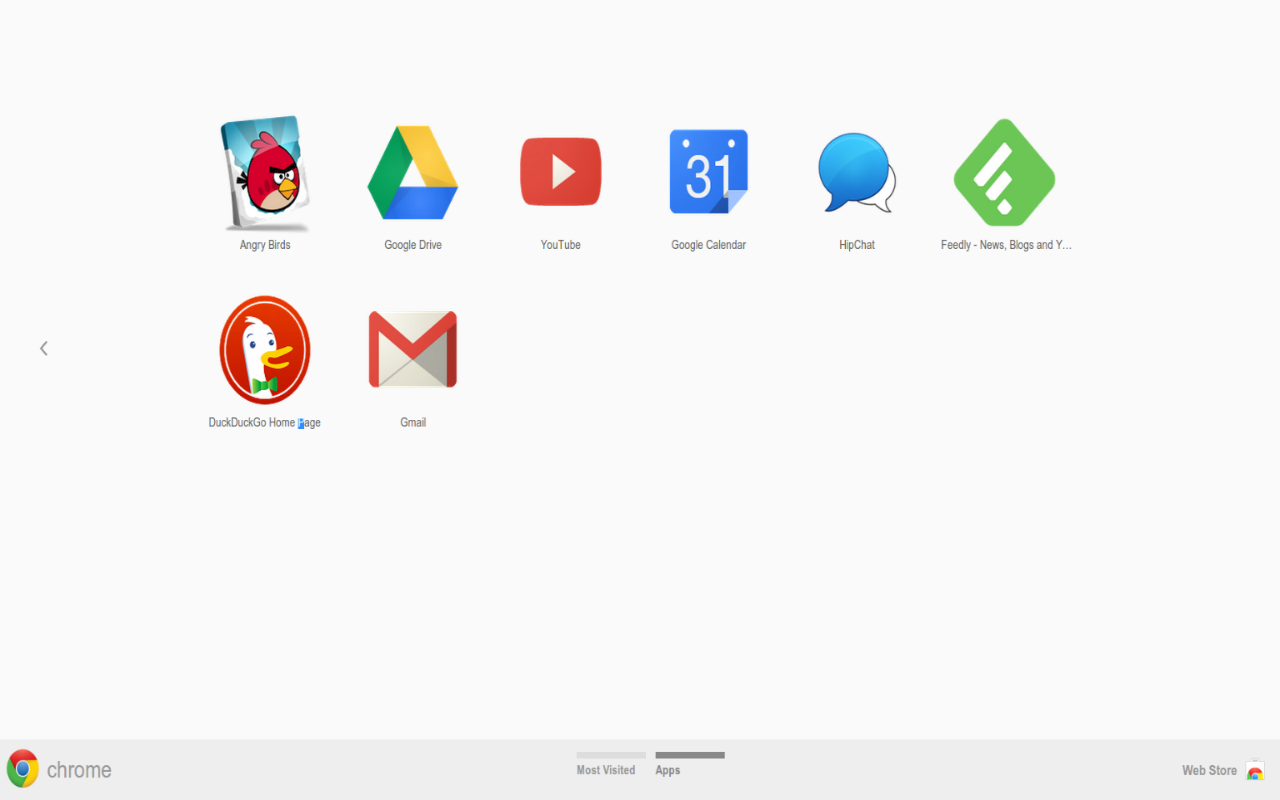 31
Angry Birds
Google Drive
YouTube
Google Calendar
HipChat
Feedly - News, Blogs and Y...
DuckDuckGo Home Page
Gmail
chrome
Most Visited
Apps
Web Store